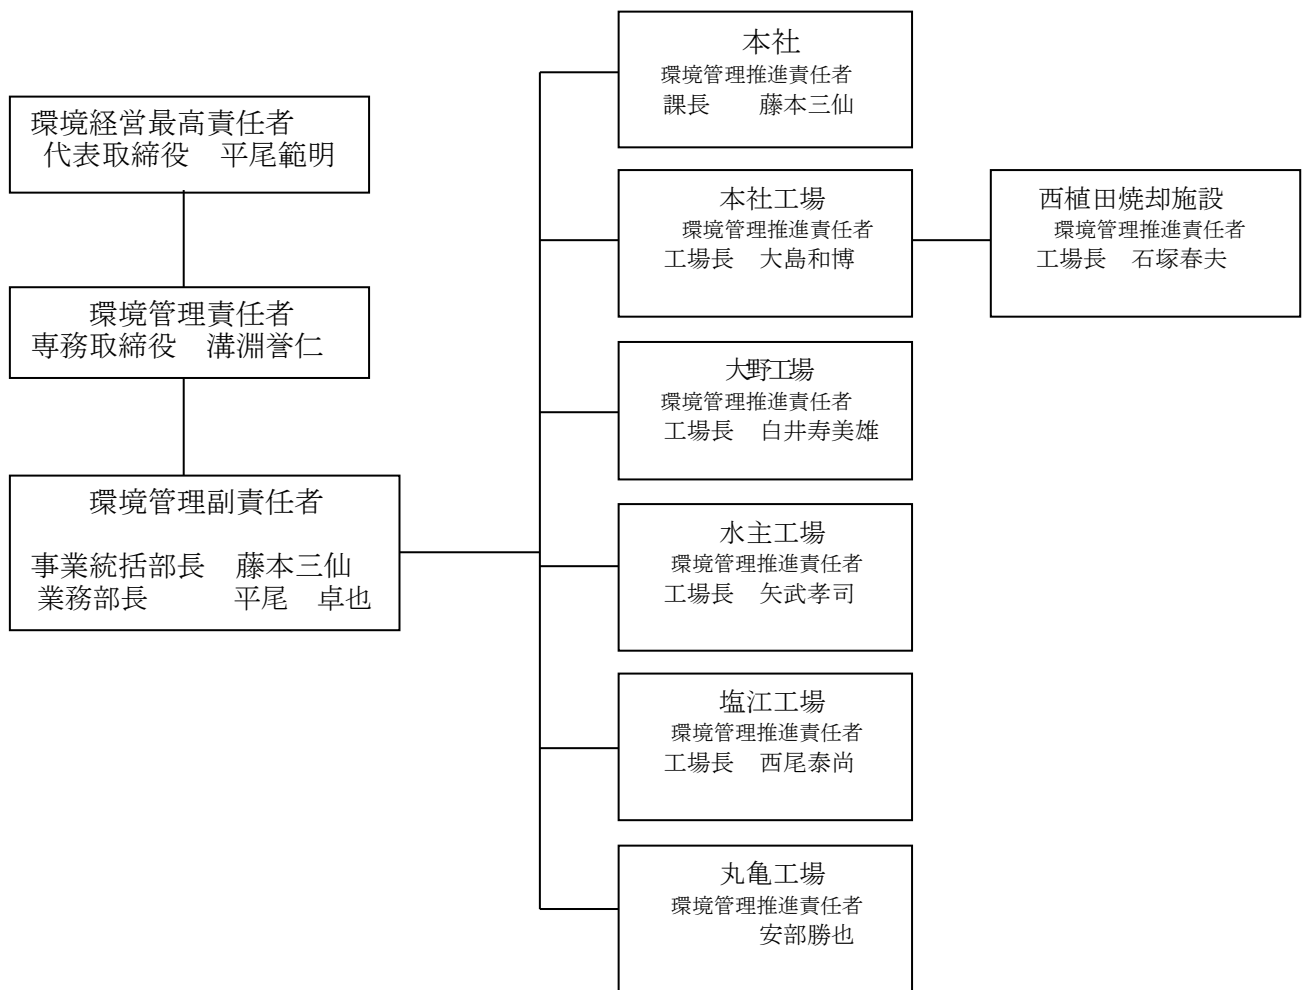 環境経営最高責任者
代表取締役 平尾範明
環境管理責任者
専務取締役 溝淵誉仁
環境管理副責任者
事業統括部長 藤本三仙
業務部長 平尾 卓也
本社
環境管理推進責任者
課長 藤本三仙
本社工場
環境管理推進責任者
工場長 大島和博
西植田焼却施設
環境管理推進責任者
工場長 石塚春夫
大野工場
環境管理推進責任者
工場長 白井寿美雄
水主工場
環境管理推進責任者
工場長 矢武孝司
塩江工場
環境管理推進責任者
工場長 西尾泰尚
丸亀工場
環境管理推進責任者
安部勝也